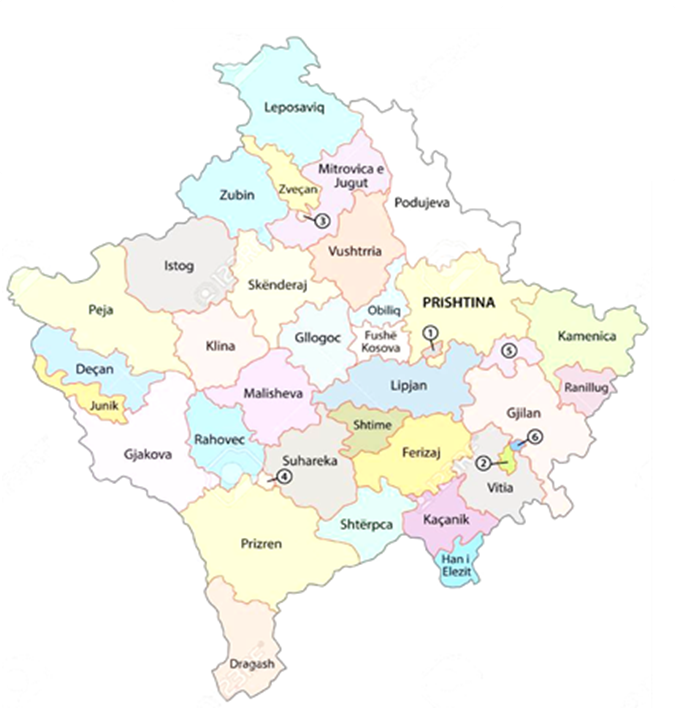 Leposaviq
Mitrovica e
Jugut
Zubin
Zveçan
Podujeva
3
Vushtrria
Istog
Skënderaj
PRISHTINA
Peja
Obiliq
Gllogoc
Fushë
Kosova
1
Kamenica
Klina
5
Deçan
Lipjan
Ranillug
Malisheva
Junik
Gjilan
Shtime
Rahovec
6
Ferizaj
Gjakova
Suhareka
2
4
Vitia
Shtërpca
Kaçanik
Prizren
Han i
Elezit
Dragash